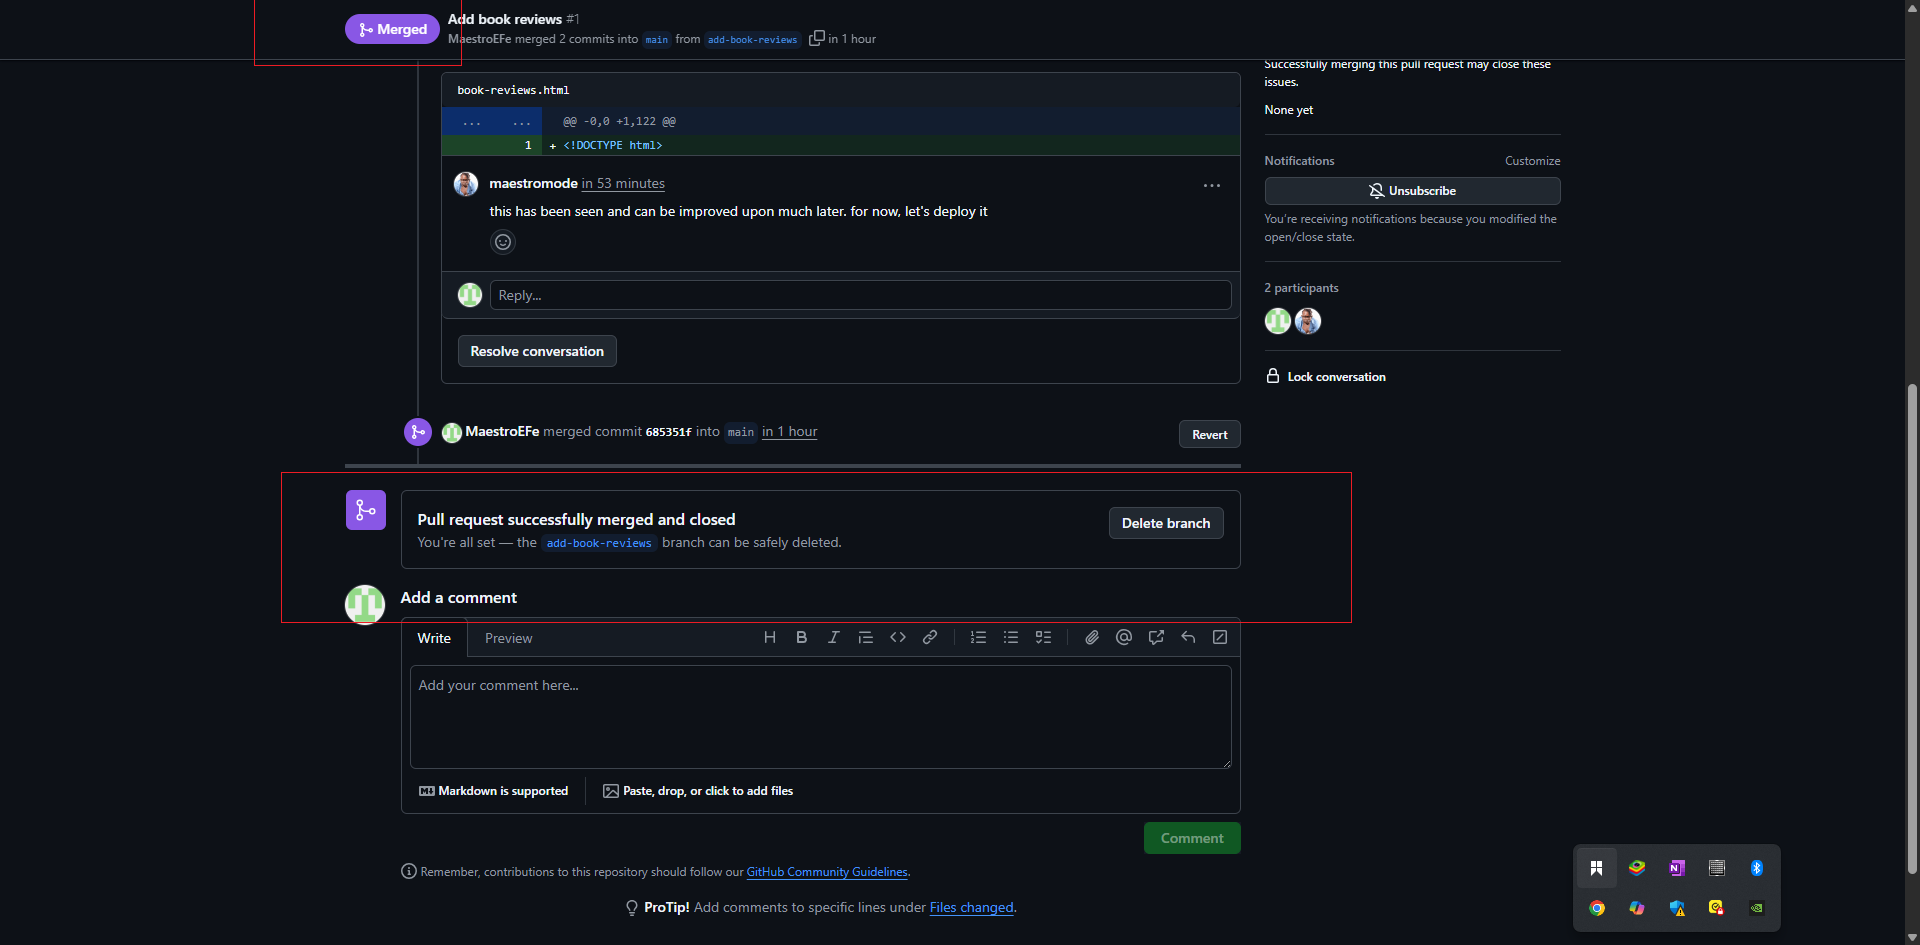 Merged
Add book reviews #1
MaestroEFe merged 2 commits into main from add-book-reviews in 1 hour
Successfully merging this pull request may close these
issues.
None yet
book-reviews.html
... ... @@ -0,0 +1,122 @@
1 + <!DOCTYPE html>
Notifications Customize
Unsubscribe
You're receiving notifications because you modified the
open/close state.
maestromode in 53 minutes
this has been seen and can be improved upon much later. for now, let's deploy it
Reply...
2 participants
Resolve conversation
Lock conversation
MaestroEFe merged commit 685351f into main in 1 hour
Revert
Pull request successfully merged and closed
You're all set — the add-book-reviews branch can be safely deleted.
Delete branch
Add a comment
Write Preview
Add your comment here...
Markdown is supported
Paste, drop, or click to add files
Comment
Remember, contributions to this repository should follow our GitHub Community Guidelines.
ProTip! Add comments to specific lines under Files changed.